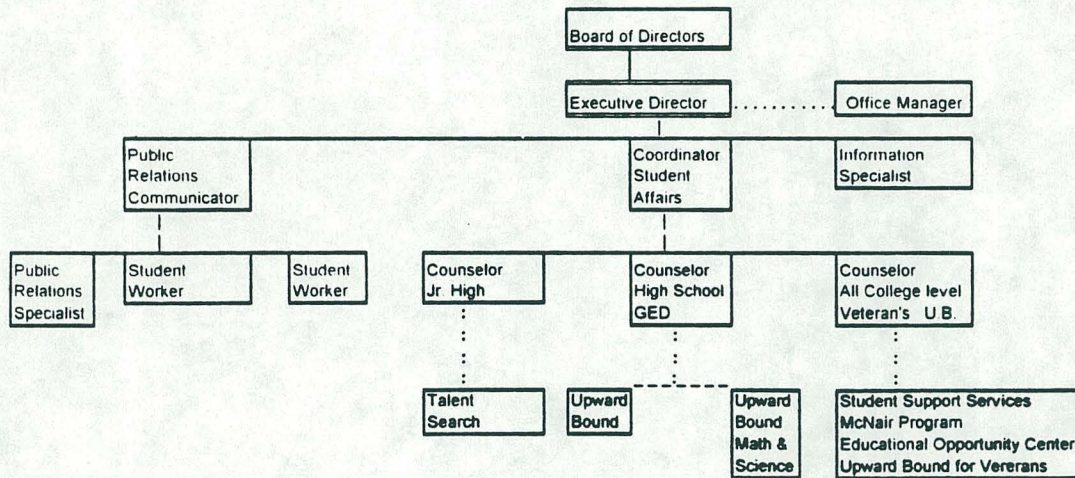 Board of Directors
Executive Director
Office Manager
Public
Relations
Communicator
Coordinator
Student
Affairs
Information
Specialist
Public
Relations
Specialist
Student
Worker
Student
Worker
Counselor
Jr. High
Counselor
High School
GED
Counselor
All College level
Veteran's U.B.
Talent
Search
Upward
Bound
Upward
Bound
Math &
Science
Student Support Services
McNair Program
Educational Opportunity Center
Upward Bound for Vererans